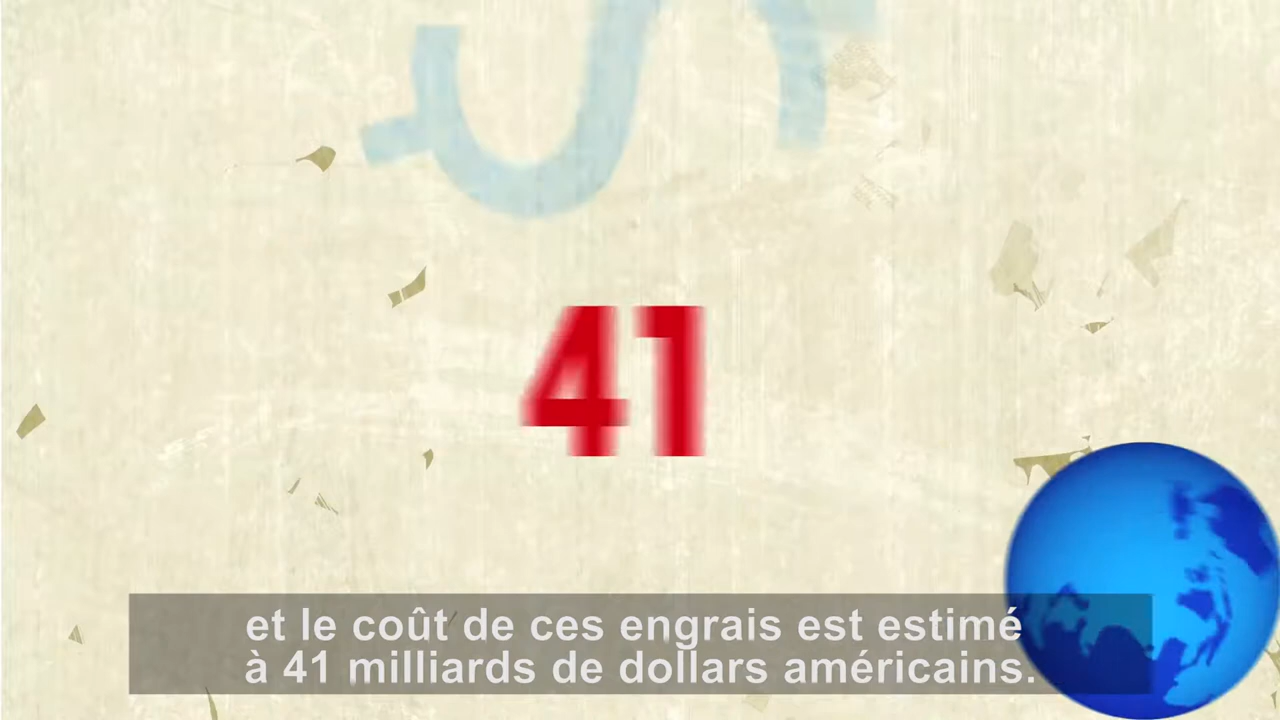 41
et le coût de ces engrais est estimé
à 41 milliards de dollars américains.